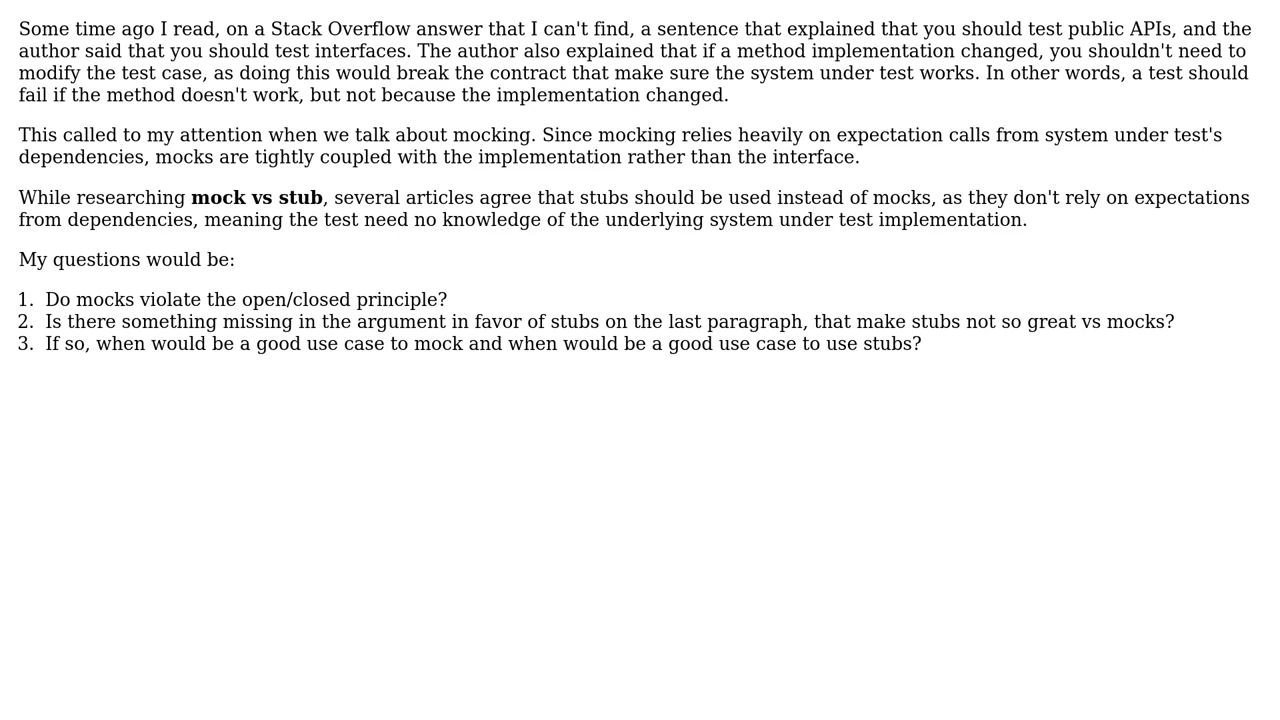 Some time ago I read, on a Stack Overflow answer that I can't find, a sentence that explained that you should test public APIs, and the
author said that you should test interfaces. The author also explained that if a method implementation changed, you shouldn't need to
modify the test case, as doing this would break the contract that make sure the system under test works. In other words, a test should
fail if the method doesn't work, but not because the implementation changed.
This called to my attention when we talk about mocking. Since mocking relies heavily on expectation calls from system under test's
dependencies, mocks are tightly coupled with the implementation rather than the interface.
While researching mock vs stub, several articles agree that stubs should be used instead of mocks, as they don't rely on expectations
from dependencies, meaning the test need no knowledge of the underlying system under test implementation.
My questions would be:
1. Do mocks violate the open/closed principle?
2. Is there something missing in the argument in favor of stubs on the last paragraph, that make stubs not so great vs mocks?
3. If so, when would be a good use case to mock and when would be a good use case to use stubs?